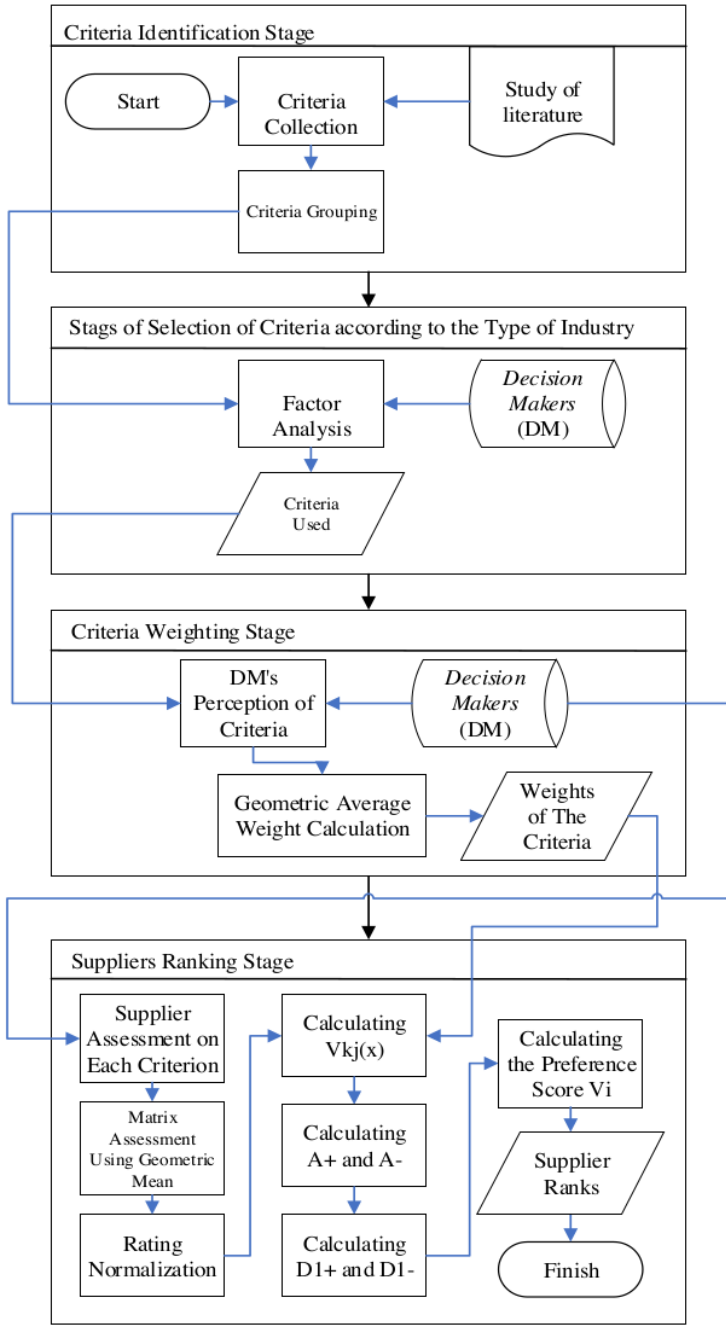 Criteria Identification Stage
Start
Criteria
Collection
Study of
literature
Criteria Grouping
Stags of Selection of Criteria according to the Type of Industry
Factor
Analysis
Decision
Makers
(DM)
Criteria
Used
Criteria Weighting Stage
DM's
Perception of
Criteria
Decision
Makers
(DM)
Geometric Average
Weight Calculation
Weights
of The
Criteria
Suppliers Ranking Stage
Supplier
Assessment on
Each Criterion
Matrix
Assessment
Using Geometric
Mean
Rating
Normalization
Calculating
Vkj(x)
Calculating
A+ and A-
Calculating
D1+ and D1-
Calculating
the Preference
Score Vi
Supplier
Ranks
Finish